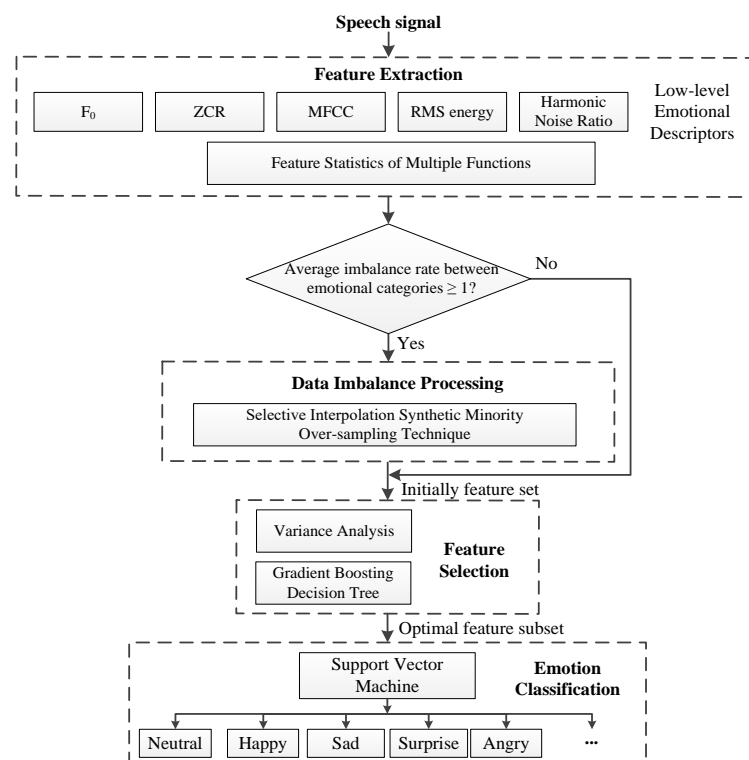 Speech signal
Feature Extraction
Low-level
Emotional
Descriptors
F₀
ZCR
MFCC
RMS energy
Harmonic
Noise Ratio
Feature Statistics of Multiple Functions
Average imbalance rate between
emotional categories ≥ 1?
No
Yes
Data Imbalance Processing
Selective Interpolation Synthetic Minority
Over-sampling Technique
Initially feature set
Variance Analysis
Feature
Selection
Gradient Boosting
Decision Tree
Optimal feature subset
Support Vector
Machine
Emotion
Classification
Neutral
Happy
Sad
Surprise
Angry
...